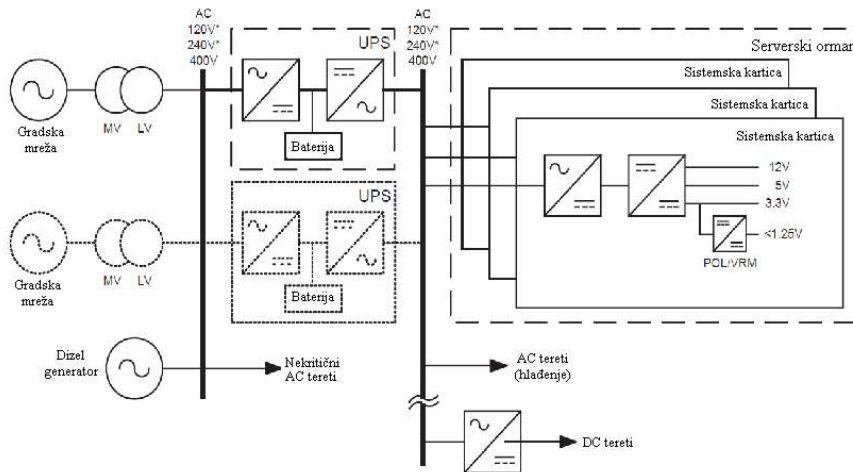 AC
120V*
240V*
400V
UPS
AC
120V*
240V*
400V
Serverski orman
Sistemska kartica
Sistemska kartica
Sistemska kartica
Gradska
mreža
MV
LV
Baterija
12V
5V
3.3V
<1.25V
POL/VRM
UPS
Gradska
mreža
MV
LV
Baterija
Dizel
generator
Nekritični
AC tereti
AC tereti
(hlađenje)
DC tereti